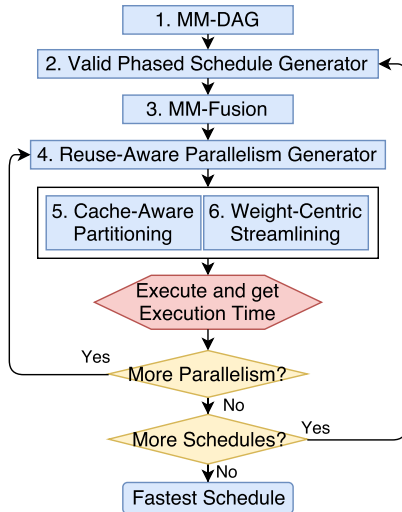 1. MM-DAG
2. Valid Phased Schedule Generator
3. MM-Fusion
4. Reuse-Aware Parallelism Generator
5. Cache-Aware
Partitioning
6. Weight-Centric
Streamlining
Execute and get
Execution Time
Yes
More Parallelism?
No
More Schedules?
Yes
No
Fastest Schedule